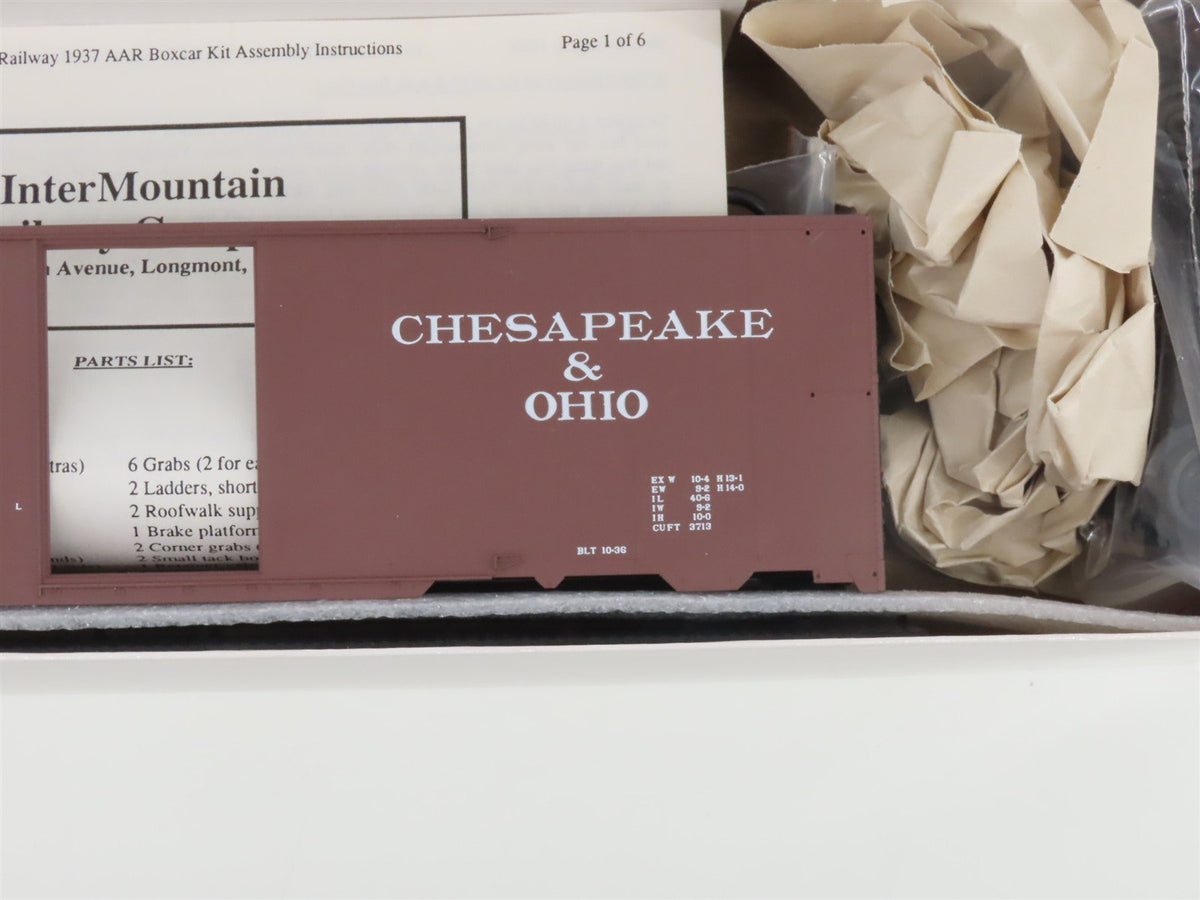 Railway 1937 AAR Boxcar Kit Assembly Instructions Page 1 of 6
InterMountain
Avenue, Longmont,
PARTS LIST:
tras) 6 Grabs (2 for ea
2 Ladders, short
2 Roofwalk supp
1 Brake platform
2 Corner grabs
2 Small tack bo
CHESAPEAKE
&
OHIO
L
EX W 10-4 H 13-1
EW 9-2 H 14-0
IL 40-6
IW 9-2
IH 10-0
CU FT 3713
BLT 10-36